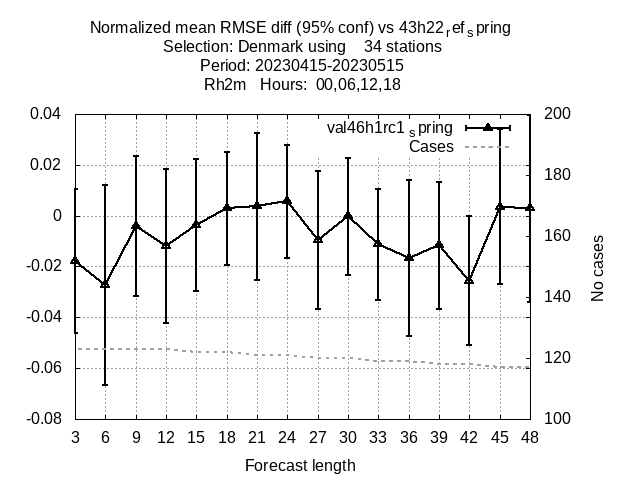 Normalized mean RMSE diff (95% conf) vs 43h22refspring
Selection: Denmark using 34 stations
Period: 20230415-20230515
Rh2m Hours: 00,06,12,18
val46h1rc1spring
Cases
0.04
0.02
0
-0.02
-0.04
-0.06
-0.08
200
180
160
140
120
100
No cases
3 6 9 12 15 18 21 24 27 30 33 36 39 42 45 48
Forecast length